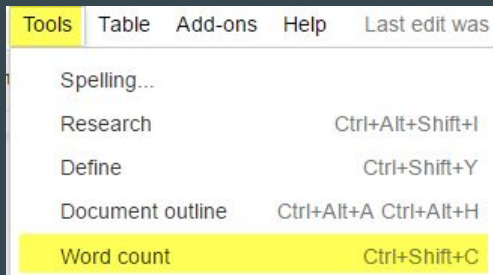 Tools Table Add-ons Help Last edit was
Spelling...
Research Ctrl+Alt+Shift+I
Define Ctrl+Shift+Y
Document outline Ctrl+Alt+A Ctrl+Alt+H
Word count Ctrl+Shift+C